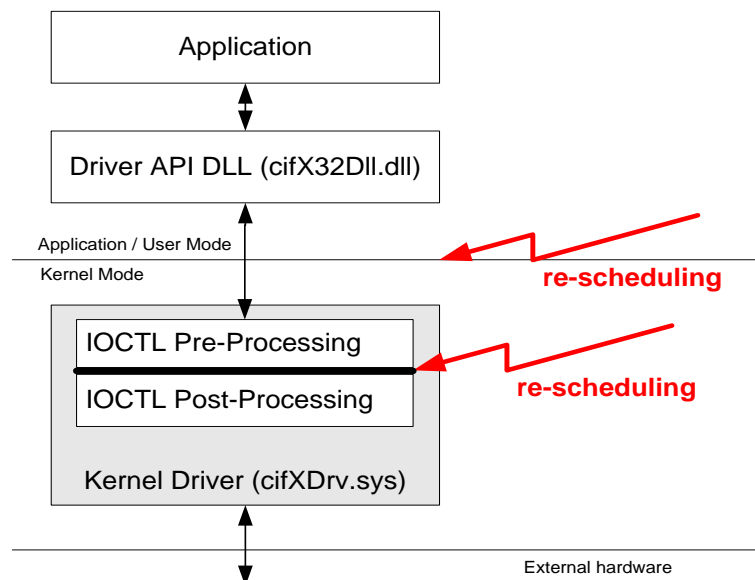 Application
Driver API DLL (cifX32Dll.dll)
Application / User Mode
Kernel Mode
re-scheduling
IOCTL Pre-Processing
re-scheduling
IOCTL Post-Processing
Kernel Driver (cifXDrv.sys)
External hardware